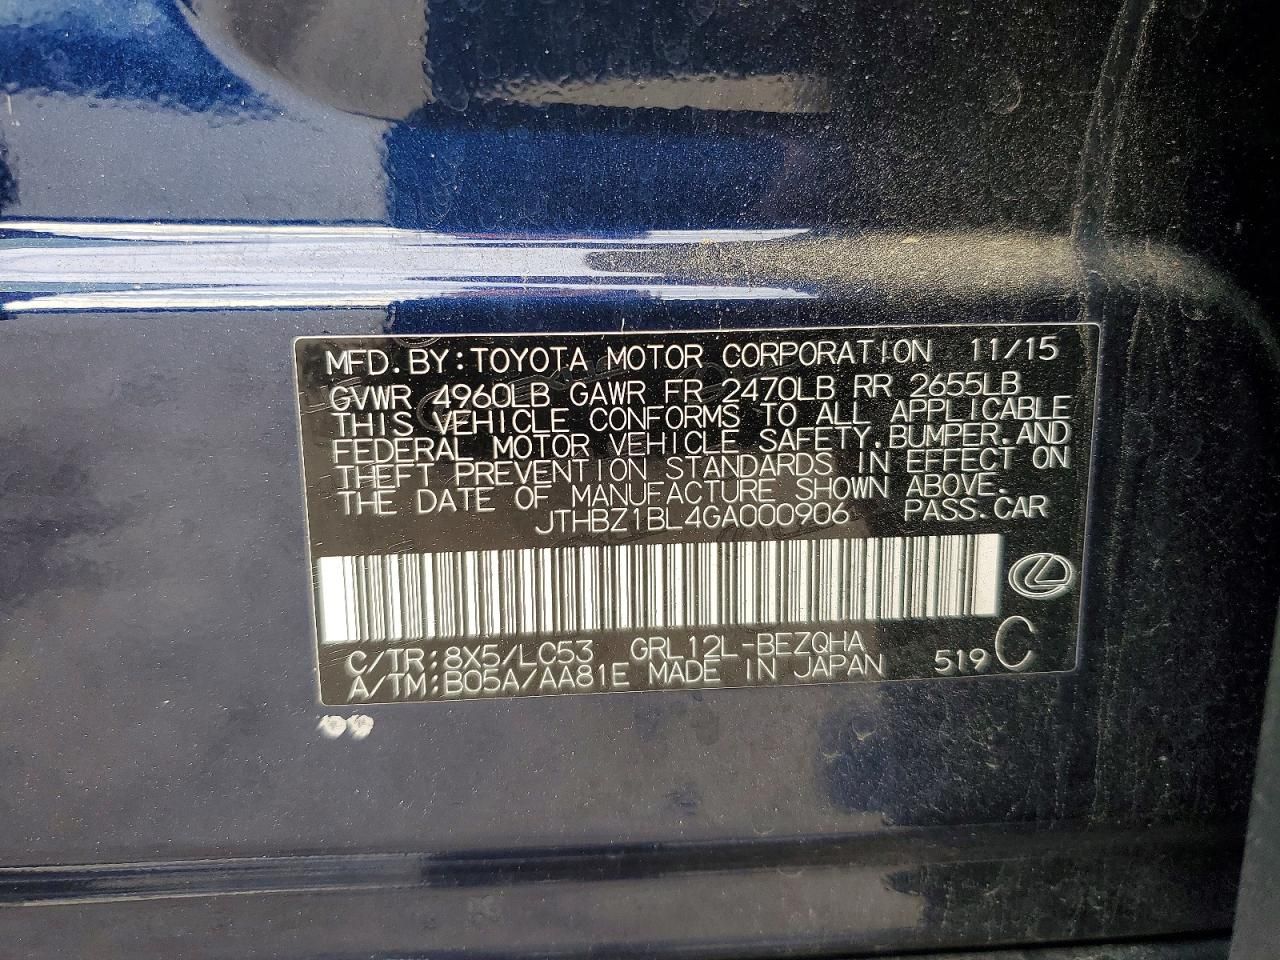 MFD.BY:TOYOTA MOTOR CORPORATION 11/15
GVWR 4960LB GAWR FR 2470LB RR 2655LB
THIS VEHICLE CONFORMS TO ALL APPLICABLE
FEDERAL MOTOR VEHICLE SAFETY,BUMPER,AND
THEFT PREVENTION STANDARDS IN EFFECT ON
THE DATE OF MANUFACTURE SHOWN ABOVE.
JTHBZ1BL4GA000906 PASS.CAR
C/TR:8X5/LC53 GRL12L-BEZQHA
A/TM:B05A/AA81E MADE IN JAPAN 519 C